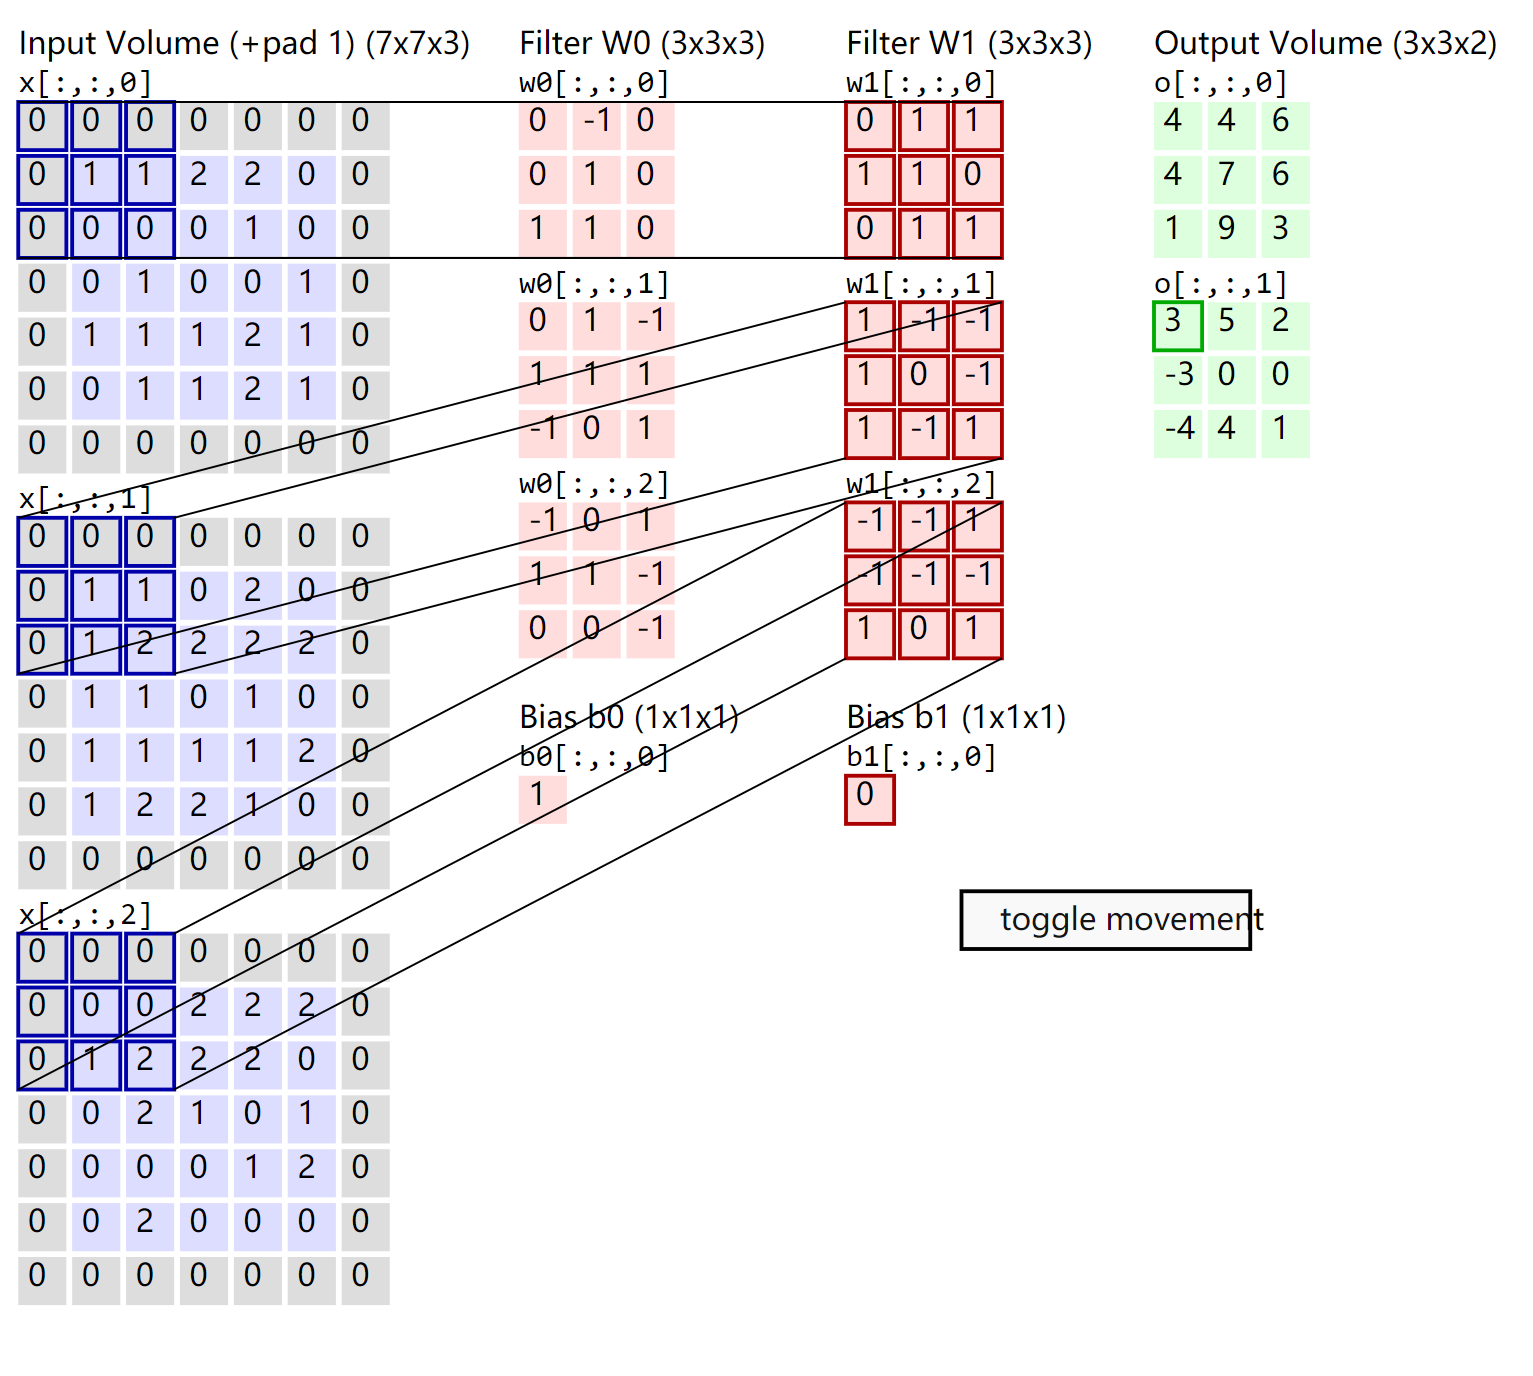 Input Volume (+pad 1) (7x7x3)
x[:,:,0]
0 0 0 0 0 0 0
0 1 1 2 2 0 0
0 0 0 0 1 0 0
0 0 1 0 0 1 0
0 1 1 1 2 1 0
0 0 1 1 2 1 0
0 0 0 0 0 0 0
x[:,:,1]
0 0 0 0 0 0 0
0 1 1 0 2 0 0
0 1 2 2 2 2 0
0 1 1 0 1 0 0
0 1 1 1 1 2 0
0 1 2 2 1 0 0
0 0 0 0 0 0 0
x[:,:,2]
0 0 0 0 0 0 0
0 0 0 2 2 2 0
0 1 2 2 2 0 0
0 0 2 1 0 1 0
0 0 0 0 1 2 0
0 0 2 0 0 0 0
0 0 0 0 0 0 0
Filter W0 (3x3x3)
w0[:,:,0]
0 -1 0
0 1 0
1 1 0
w0[:,:,1]
0 1 -1
1 1 1
-1 0 1
w0[:,:,2]
-1 0 1
1 1 -1
0 0 -1
Bias b0 (1x1x1)
b0[:,:,0]
1
Filter W1 (3x3x3)
w1[:,:,0]
0 1 1
1 1 0
0 1 1
w1[:,:,1]
1 -1 -1
1 0 -1
1 -1 1
w1[:,:,2]
-1 -1 1
-1 -1 -1
1 0 1
Bias b1 (1x1x1)
b1[:,:,0]
0
Output Volume (3x3x2)
o[:,:,0]
4 4 6
4 7 6
1 9 3
o[:,:,1]
3 5 2
-3 0 0
-4 4 1
toggle movement